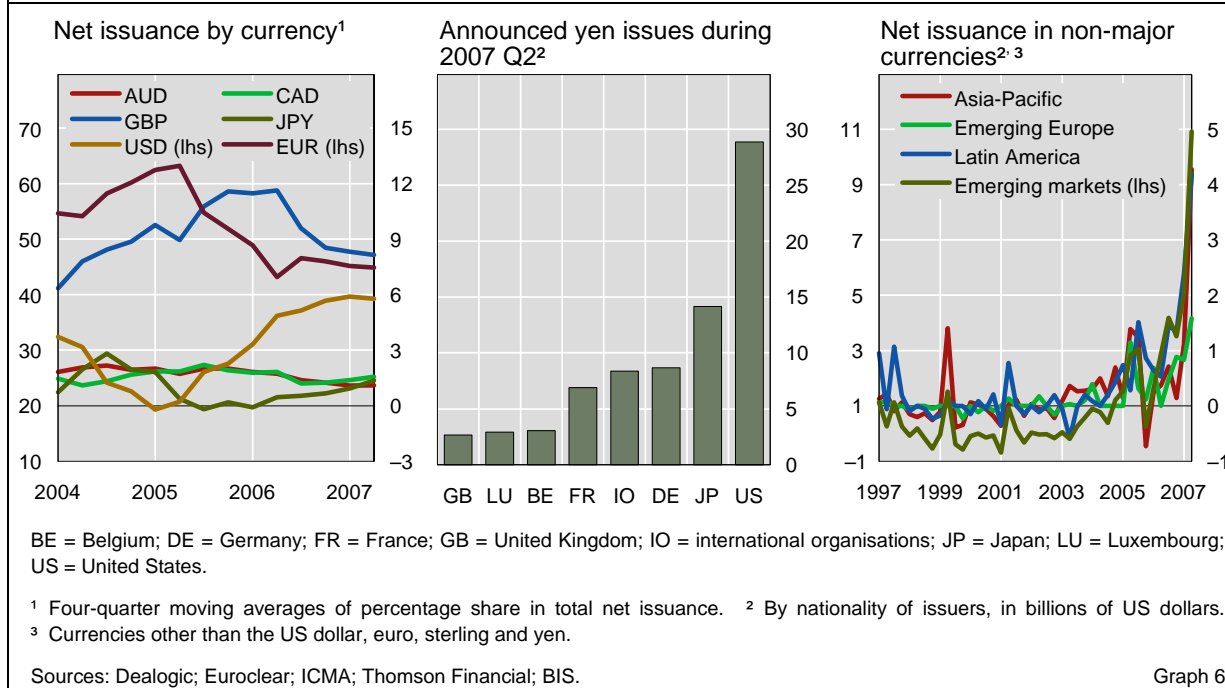 Net issuance by currency¹
AUD
CAD
GBP
JPY
USD (lhs)
EUR (lhs)
70
60
50
40
30
20
10
15
12
9
6
3
0
–3
2004
2005
2006
2007
Announced yen issues during
2007 Q2²
30
25
20
15
10
5
0
GB
LU
BE
FR
IO
DE
JP
US
Net issuance in non-major
currencies²˒ ³
Asia-Pacific
Emerging Europe
Latin America
Emerging markets (lhs)
11
9
7
5
3
1
–1
5
4
3
2
1
0
–1
1997
1999
2001
2003
2005
2007
BE = Belgium; DE = Germany; FR = France; GB = United Kingdom; IO = international organisations; JP = Japan; LU = Luxembourg;
US = United States.
¹ Four-quarter moving averages of percentage share in total net issuance. ² By nationality of issuers, in billions of US dollars.
³ Currencies other than the US dollar, euro, sterling and yen.
Sources: Dealogic; Euroclear; ICMA; Thomson Financial; BIS.
Graph 6